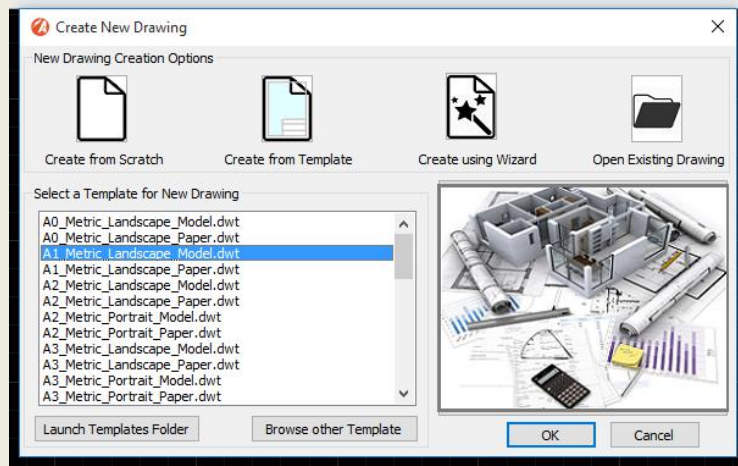 Create New Drawing
New Drawing Creation Options
Create from Scratch
Create from Template
Create using Wizard
Open Existing Drawing
Select a Template for New Drawing
A0_Metric_Landscape_Model.dwt
A0_Metric_Landscape_Paper.dwt
A1_Metric_Landscape_Model.dwt
A1_Metric_Landscape_Paper.dwt
A2_Metric_Landscape_Model.dwt
A2_Metric_Landscape_Paper.dwt
A2_Metric_Portrait_Model.dwt
A2_Metric_Portrait_Paper.dwt
A3_Metric_Landscape_Model.dwt
A3_Metric_Landscape_Paper.dwt
A3_Metric_Portrait_Model.dwt
A3_Metric_Portrait_Paper.dwt
Launch Templates Folder
Browse other Template
OK
Cancel